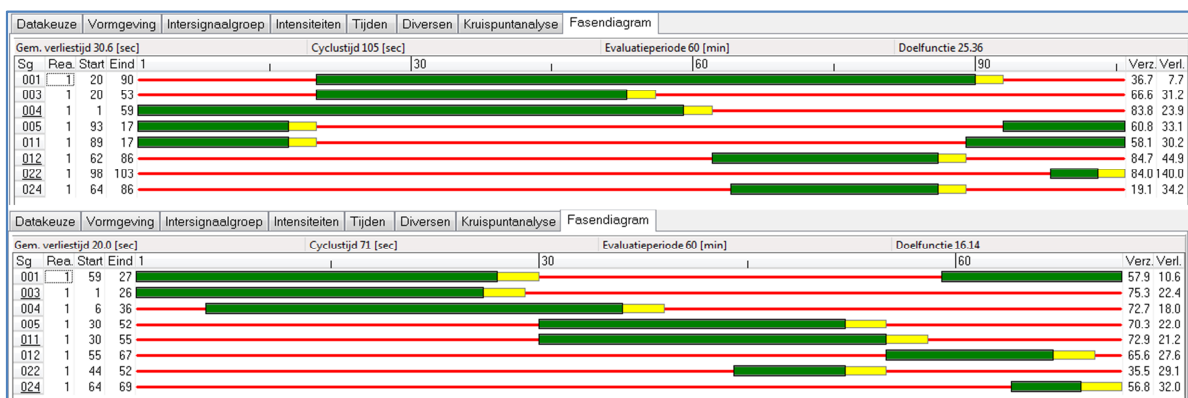 Datakeuze Vormgeving Intersignaalgroep Intensiteiten Tijden Diversen Kruispuntanalyse Fasendiagram
Gem. verliestijd 30.6 [sec] Cyclustijd 105 [sec] Evaluatieperiode 60 [min] Doelfunctie 25.36
Sg Rea. Start Eind 1 30 60 90 Verz. Verl.
001 1 20 90 36.7 7.7
003 1 20 53 66.6 31.2
004 1 1 59 83.8 23.9
005 1 93 17 60.8 33.1
011 1 89 17 58.1 30.2
012 1 62 86 84.7 44.9
022 1 98 103 84.0 140.0
024 1 64 86 19.1 34.2
Datakeuze Vormgeving Intersignaalgroep Intensiteiten Tijden Diversen Kruispuntanalyse Fasendiagram
Gem. verliestijd 20.0 [sec] Cyclustijd 71 [sec] Evaluatieperiode 60 [min] Doelfunctie 16.14
Sg Rea. Start Eind 1 30 60 Verz. Verl.
001 1 59 27 57.9 10.6
003 1 1 26 75.3 22.4
004 1 6 36 72.7 18.0
005 1 30 52 70.3 22.0
011 1 30 55 72.9 21.2
012 1 55 67 65.6 27.6
022 1 44 52 35.5 29.1
024 1 64 69 56.8 32.0